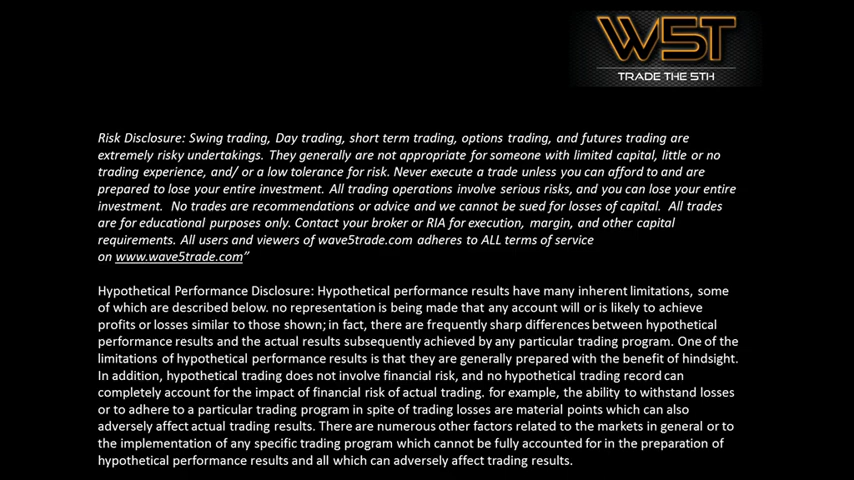 W5T
TRADE THE 5TH
Risk Disclosure: Swing trading, Day trading, short term trading, options trading, and futures trading are
extremely risky undertakings. They generally are not appropriate for someone with limited capital, little or no
trading experience, and/ or a low tolerance for risk. Never execute a trade unless you can afford to and are
prepared to lose your entire investment. All trading operations involve serious risks, and you can lose your entire
investment. No trades are recommendations or advice and we cannot be sued for losses of capital. All trades
are for educational purposes only. Contact your broker or RIA for execution, margin, and other capital
requirements. All users and viewers of wave5trade.com adheres to ALL terms of service
on www.wave5trade.com”
Hypothetical Performance Disclosure: Hypothetical performance results have many inherent limitations, some
of which are described below. no representation is being made that any account will or is likely to achieve
profits or losses similar to those shown; in fact, there are frequently sharp differences between hypothetical
performance results and the actual results subsequently achieved by any particular trading program. One of the
limitations of hypothetical performance results is that they are generally prepared with the benefit of hindsight.
In addition, hypothetical trading does not involve financial risk, and no hypothetical trading record can
completely account for the impact of financial risk of actual trading. for example, the ability to withstand losses
or to adhere to a particular trading program in spite of trading losses are material points which can also
adversely affect actual trading results. There are numerous other factors related to the markets in general or to
the implementation of any specific trading program which cannot be fully accounted for in the preparation of
hypothetical performance results and all which can adversely affect trading results.